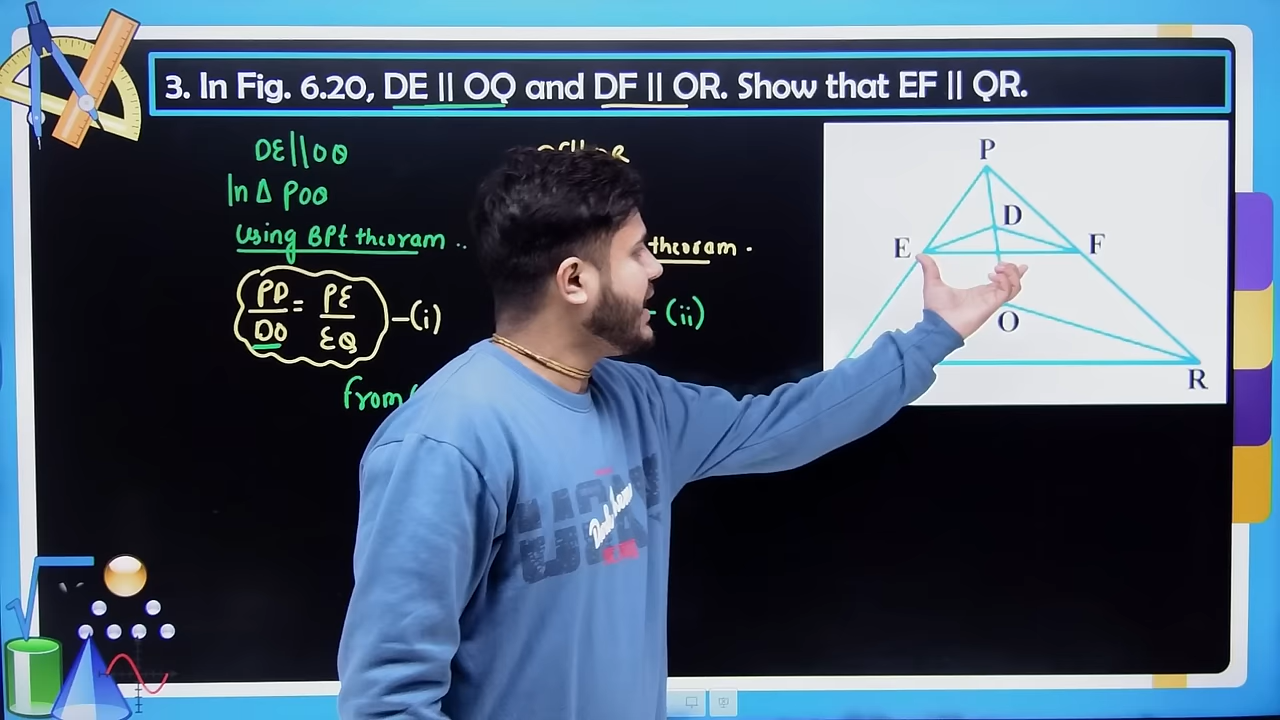 3. In Fig. 6.20, DE || OQ and DF || OR. Show that EF || QR.
DE||OQ
In Δ POQ
Using BPt theoram ..
theoram .
PD/DO = PE/EQ —(i)
(ii)
from
P
D
E
F
O
R